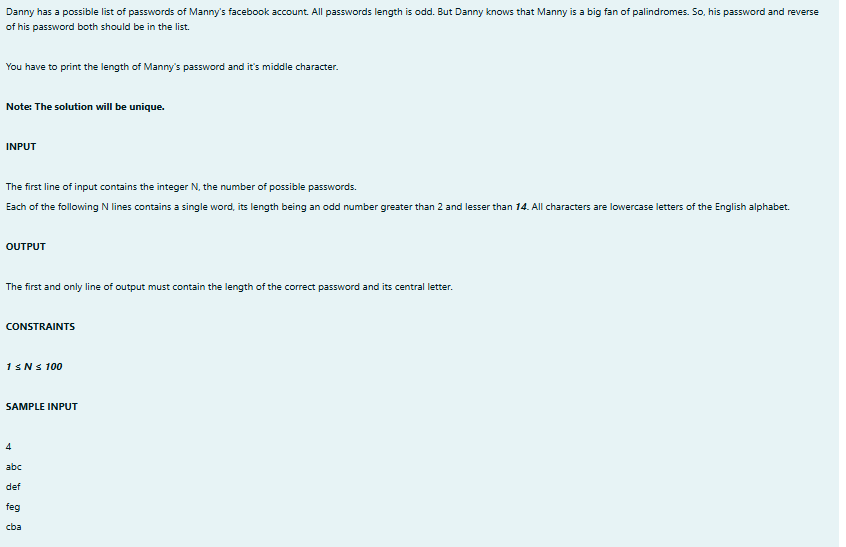 Danny has a possible list of passwords of Manny's facebook account. All passwords length is odd. But Danny knows that Manny is a big fan of palindromes. So, his password and reverse
of his password both should be in the list.
You have to print the length of Manny's password and it's middle character.
Note: The solution will be unique.
INPUT
The first line of input contains the integer N, the number of possible passwords.
Each of the following N lines contains a single word, its length being an odd number greater than 2 and lesser than 14. All characters are lowercase letters of the English alphabet.
OUTPUT
The first and only line of output must contain the length of the correct password and its central letter.
CONSTRAINTS
1 ≤ N ≤ 100
SAMPLE INPUT
4
abc
def
feg
cba